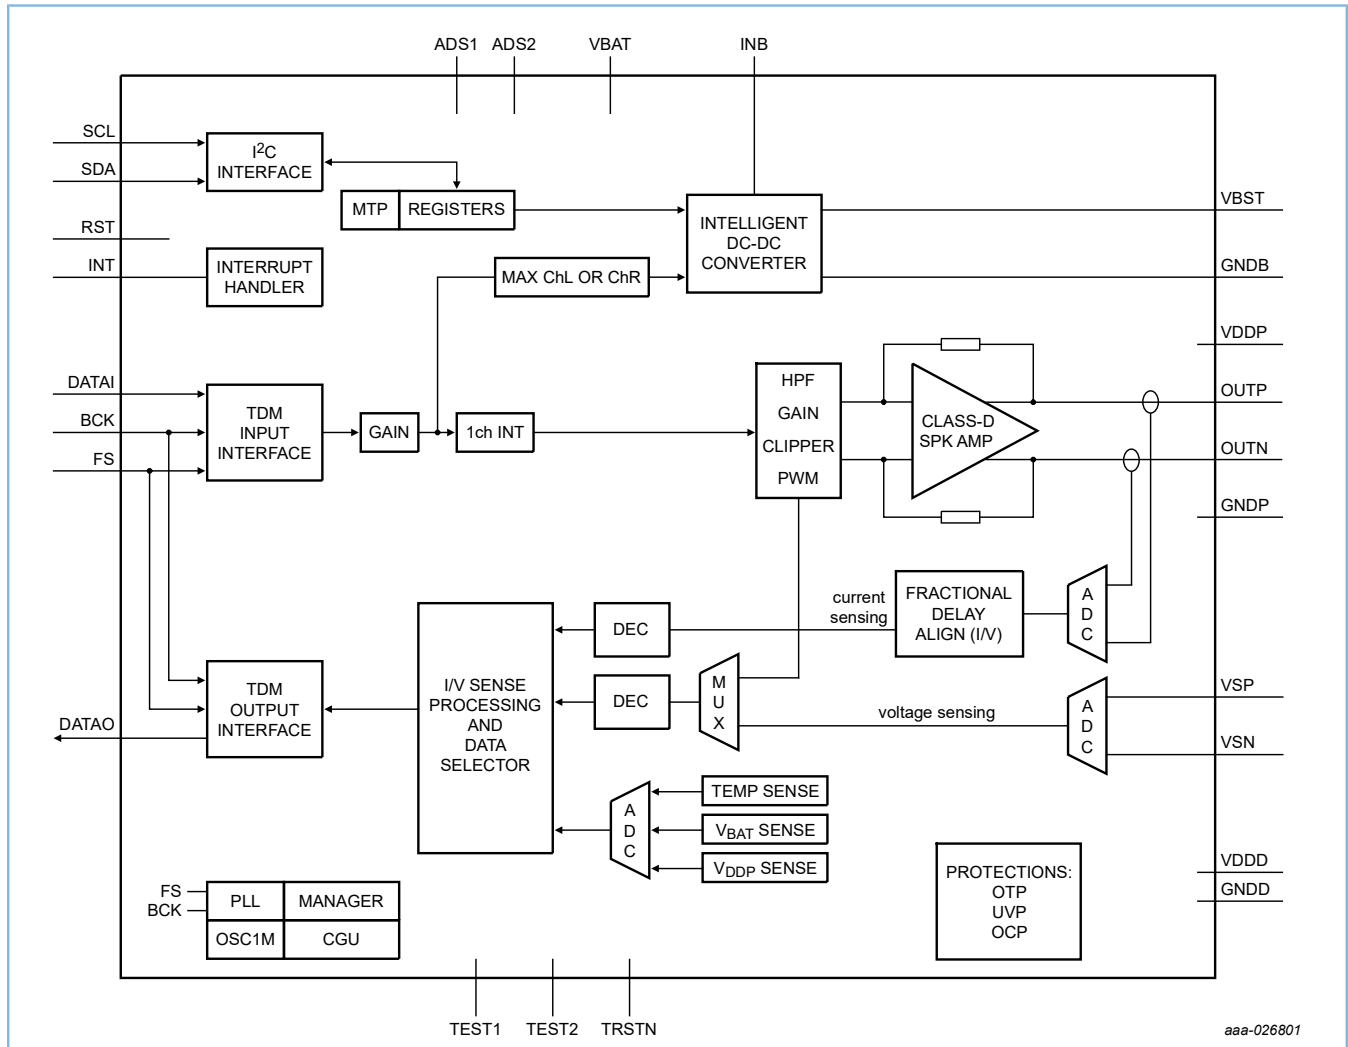 ADS1 ADS2 VBAT INB
SCL
SDA
I2C
INTERFACE
MTP REGISTERS
RST
INT
INTERRUPT
HANDLER
MAX ChL OR ChR
INTELLIGENT
DC-DC
CONVERTER
VBST
GNDB
VDDP
DATAI
BCK
FS
TDM
INPUT
INTERFACE
GAIN
1ch INT
HPF
GAIN
CLIPPER
PWM
CLASS-D
SPK AMP
OUTP
OUTN
GNDP
current
sensing
FRACTIONAL
DELAY
ALIGN (I/V)
A
D
C
DEC
DEC
M
U
X
voltage sensing
A
D
C
VSP
VSN
I/V SENSE
PROCESSING
AND
DATA
SELECTOR
TDM
OUTPUT
INTERFACE
DATAO
A
D
C
TEMP SENSE
VBAT SENSE
VDDP SENSE
PROTECTIONS:
OTP
UVP
OCP
VDDD
GNDD
FS
BCK
PLL MANAGER
OSC1M CGU
TEST1 TEST2 TRSTN
aaa-026801